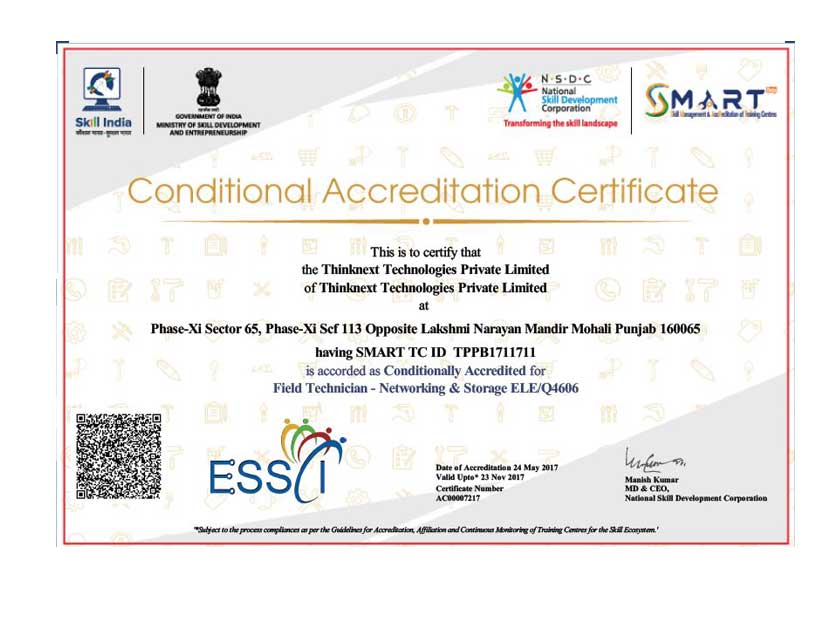 Skill India
कौशल भारत - कुशल भारत
सत्यमेव जयते
GOVERNMENT OF INDIA
MINISTRY OF SKILL DEVELOPMENT
AND ENTREPRENEURSHIP
N·S·D·C
National
Skill Development
Corporation
Transforming the skill landscape
SMART
Skill Management & Accreditation of Training Centres
Conditional Accreditation Certificate
This is to certify that
the Thinknext Technologies Private Limited
of Thinknext Technologies Private Limited
at
Phase-Xi Sector 65, Phase-Xi Scf 113 Opposite Lakshmi Narayan Mandir Mohali Punjab 160065
having SMART TC ID TPPB1711711
is accorded as Conditionally Accredited for
Field Technician - Networking & Storage ELE/Q4606
ESSCI
Date of Accreditation 24 May 2017
Valid Upto* 23 Nov 2017
Certificate Number
AC00007217
Manish Kumar
MD & CEO,
National Skill Development Corporation
'*Subject to the process compliances as per the Guidelines for Accreditation, Affiliation and Continuous Monitoring of Training Centres for the Skill Ecosystem.'